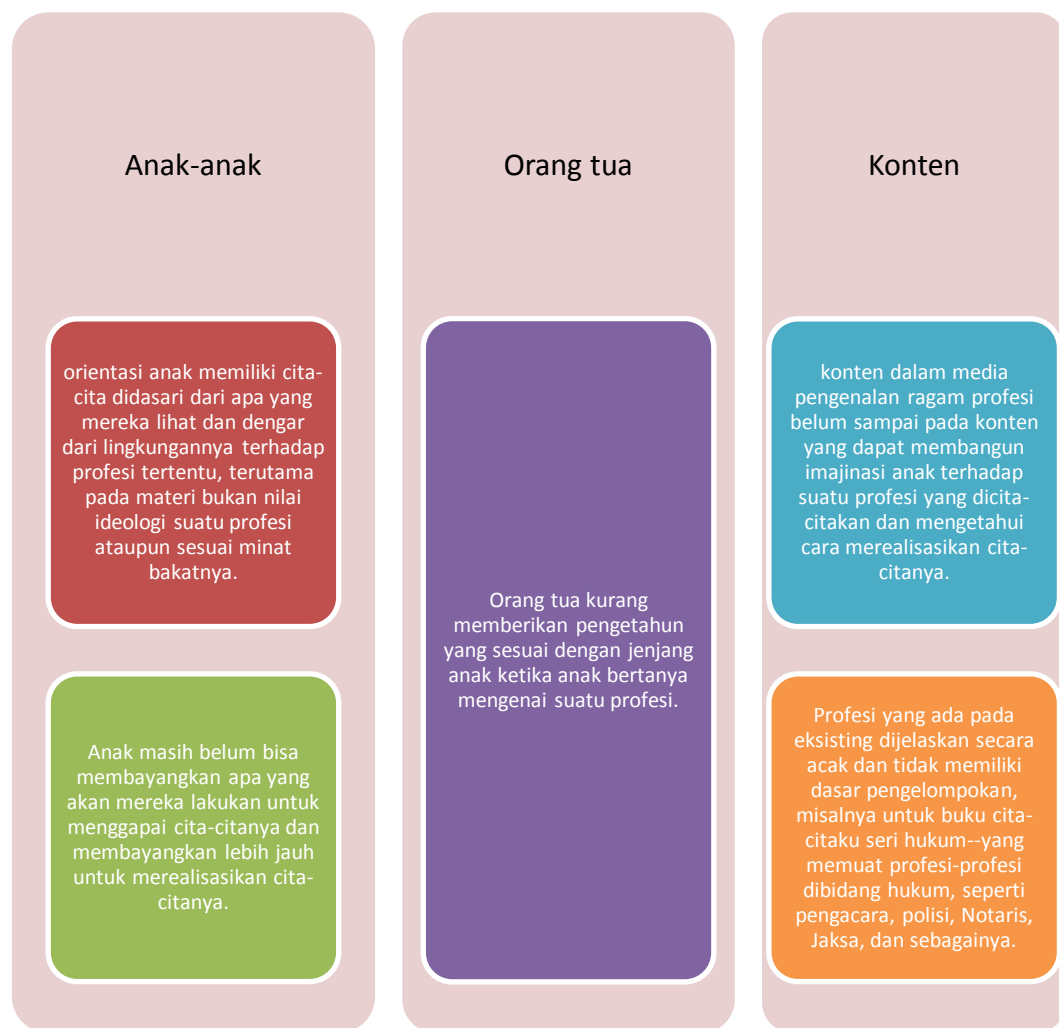 Anak-anak
orientasi anak memiliki cita-
cita didasari dari apa yang
mereka lihat dan dengar
dari lingkungannya terhadap
profesi tertentu, terutama
pada materi bukan nilai
ideologi suatu profesi
ataupun sesuai minat
bakatnya.
Anak masih belum bisa
membayangkan apa yang
akan mereka lakukan untuk
menggapai cita-citanya dan
membayangkan lebih jauh
untuk merealisasikan cita-
citanya.
Orang tua
Orang tua kurang
memberikan pengetahun
yang sesuai dengan jenjang
anak ketika anak bertanya
mengenai suatu profesi.
Konten
konten dalam media
pengenalan ragam profesi
belum sampai pada konten
yang dapat membangun
imajinasi anak terhadap
suatu profesi yang dicita-
citakan dan mengetahui
cara merealisasikan cita-
citanya.
Profesi yang ada pada
eksisting dijelaskan secara
acak dan tidak memiliki
dasar pengelompokan,
misalnya untuk buku cita-
citaku seri hukum--yang
memuat profesi-profesi
dibidang hukum, seperti
pengacara, polisi, Notaris,
Jaksa, dan sebagainya.